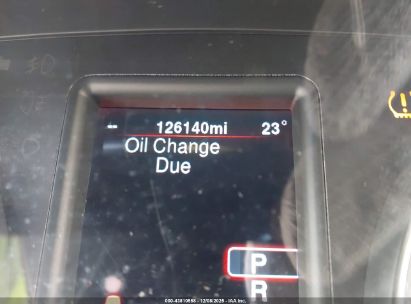 -- 126140mi 23°
Oil Change
Due
P
R